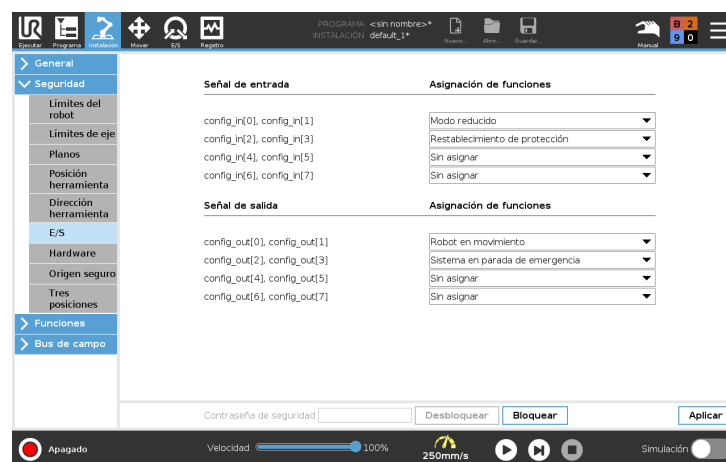 PROGRAMA <sin nombre>*
INSTALACIÓN default_1*
Ejecutar Programa Instalación Mover E/S Registro Nuevo... Abrir... Guardar... Manual
B 2
9 0
General
Seguridad
Límites del
robot
Límites de eje
Planos
Posición
herramienta
Dirección
herramienta
E/S
Hardware
Origen seguro
Tres
posiciones
Funciones
Bus de campo
Señal de entrada Asignación de funciones
config_in[0], config_in[1] Modo reducido
config_in[2], config_in[3] Restablecimiento de protección
config_in[4], config_in[5] Sin asignar
config_in[6], config_in[7] Sin asignar
Señal de salida Asignación de funciones
config_out[0], config_out[1] Robot en movimiento
config_out[2], config_out[3] Sistema en parada de emergencia
config_out[4], config_out[5] Sin asignar
config_out[6], config_out[7] Sin asignar
Contraseña de seguridad Desbloquear Bloquear Aplicar
Apagado Velocidad 100% 250mm/s Simulación